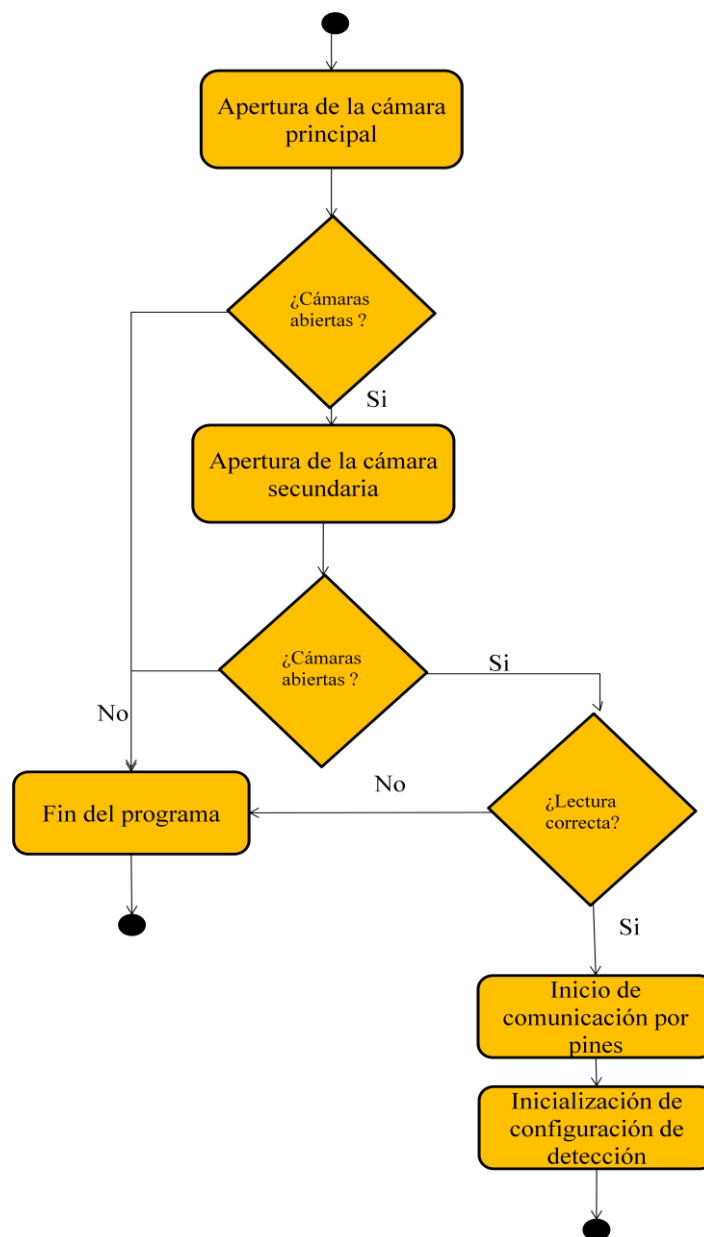 Apertura de la cámara
principal
¿Cámaras
abiertas ?
Si
Apertura de la cámara
secundaria
¿Cámaras
abiertas ?
Si
No
Fin del programa
No
¿Lectura
correcta?
Si
Inicio de
comunicación por
pines
Inicialización de
configuración de
detección